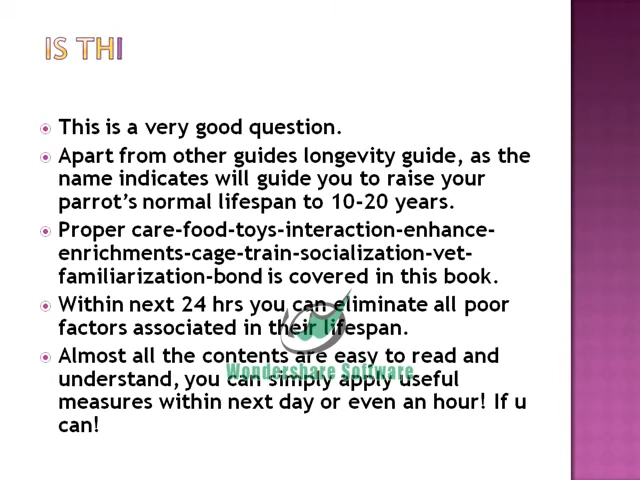 IS THI
This is a very good question.
Apart from other guides longevity guide, as the
name indicates will guide you to raise your
parrot’s normal lifespan to 10-20 years.
Proper care-food-toys-interaction-enhance-
enrichments-cage-train-socialization-vet-
familiarization-bond is covered in this book.
Within next 24 hrs you can eliminate all poor
factors associated in their lifespan.
Almost all the contents are easy to read and
understand, you can simply apply useful
measures within next day or even an hour! If u
can!
Wondershare Software